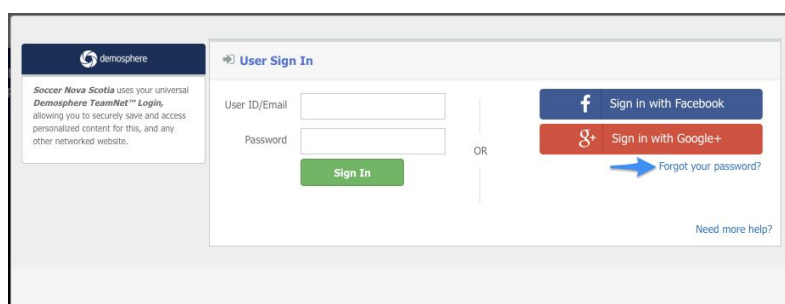 demosphere
Soccer Nova Scotia uses your universal
Demosphere TeamNet™ Login,
allowing you to securely save and access
personalized content for this, and any
other networked website.
User Sign In
User ID/Email
Password
Sign In
OR
f Sign in with Facebook
g+ Sign in with Google+
Forgot your password?
Need more help?